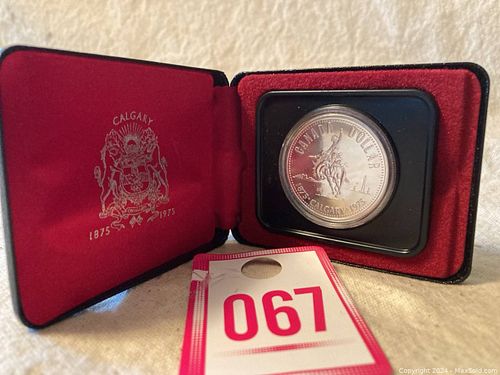 CALGARY
1875 1975
CANADA DOLLAR
1875 CALGARY 1975
067
Copyright 2024 - MaxSold.com